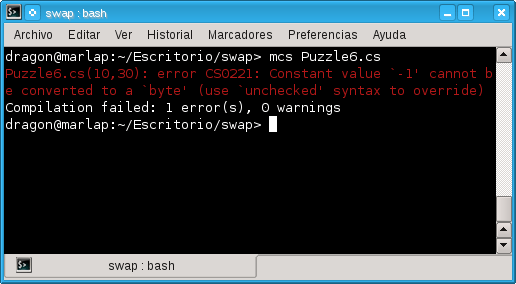 swap : bash
Archivo Editar Ver Historial Marcadores Preferencias Ayuda
dragon@marlap:~/Escritorio/swap> mcs Puzzle6.cs
Puzzle6.cs(10,30): error CS0221: Constant value `-1' cannot b
e converted to a `byte' (use `unchecked' syntax to override)
Compilation failed: 1 error(s), 0 warnings
dragon@marlap:~/Escritorio/swap>
swap : bash